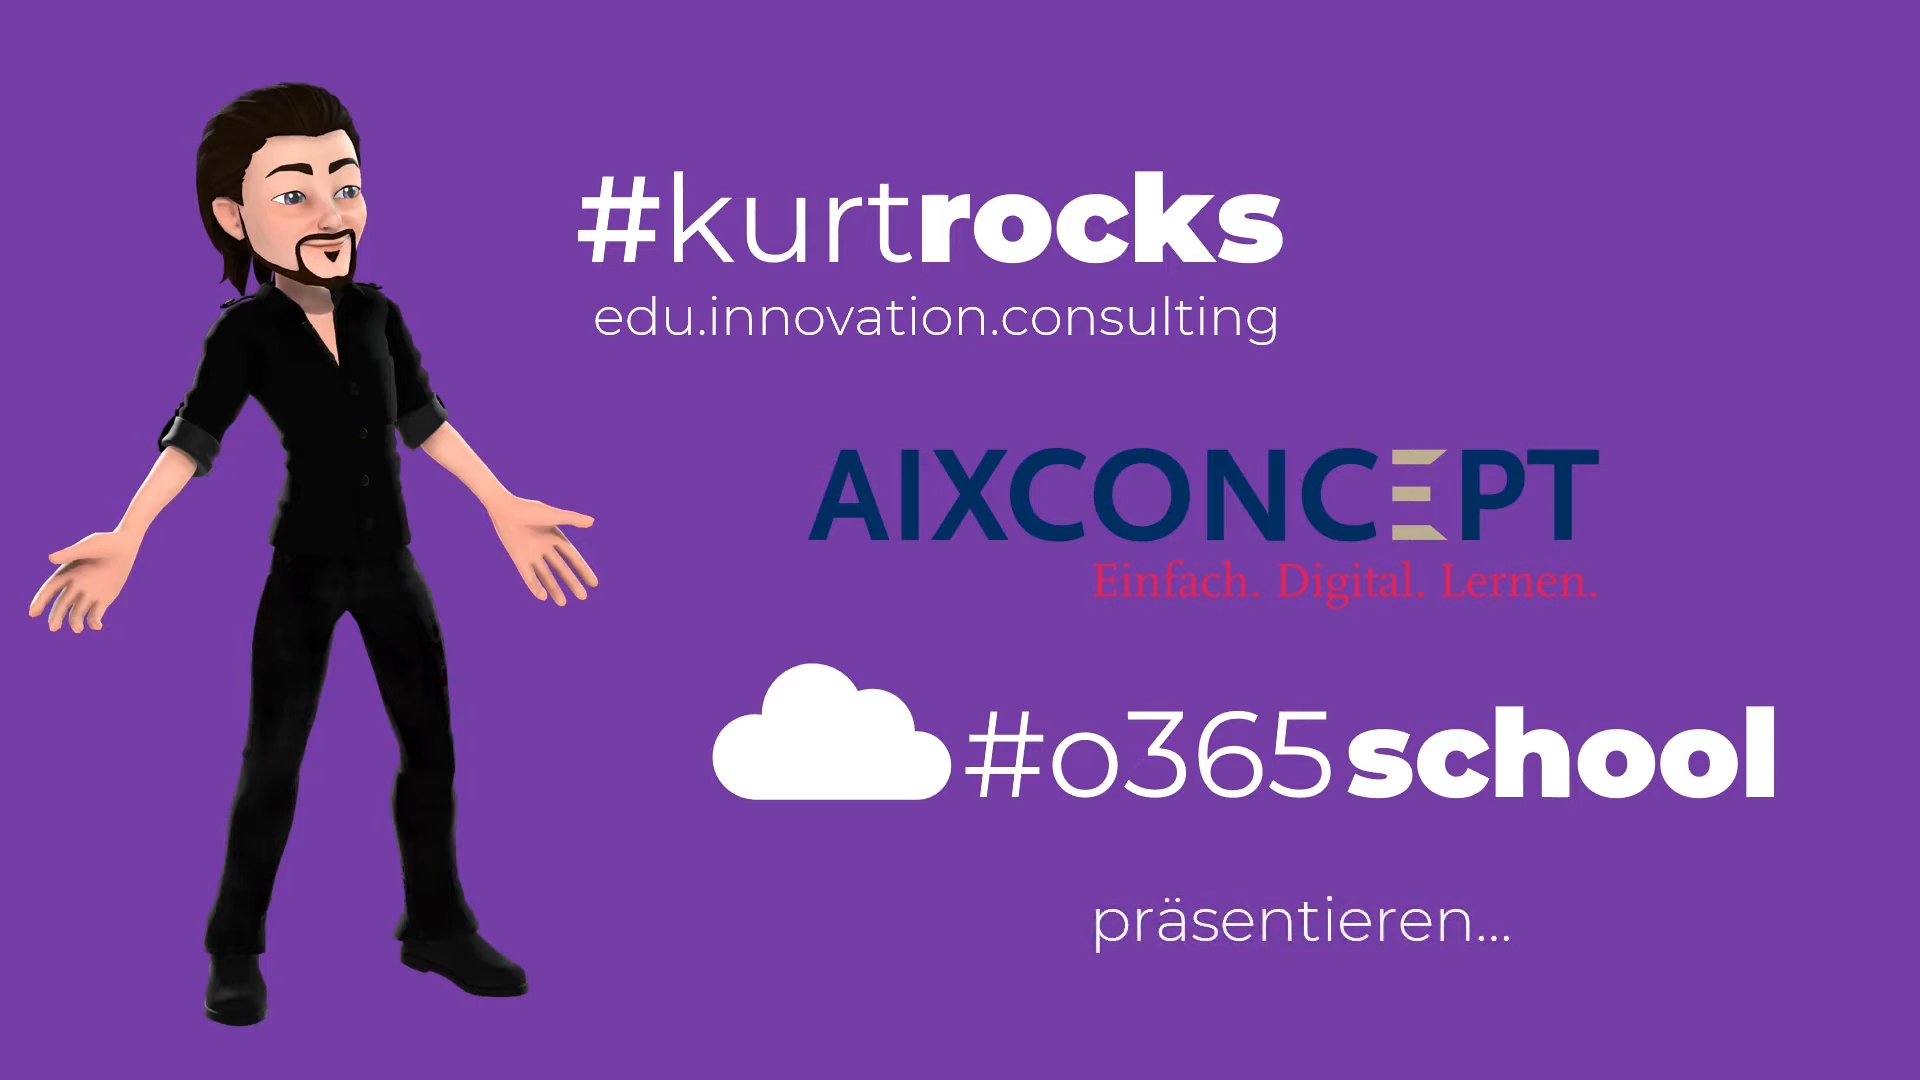 #kurtrocks
edu.innovation.consulting
AIXCONCEPT
Einfach. Digital. Lernen.
#o365school
präsentieren...